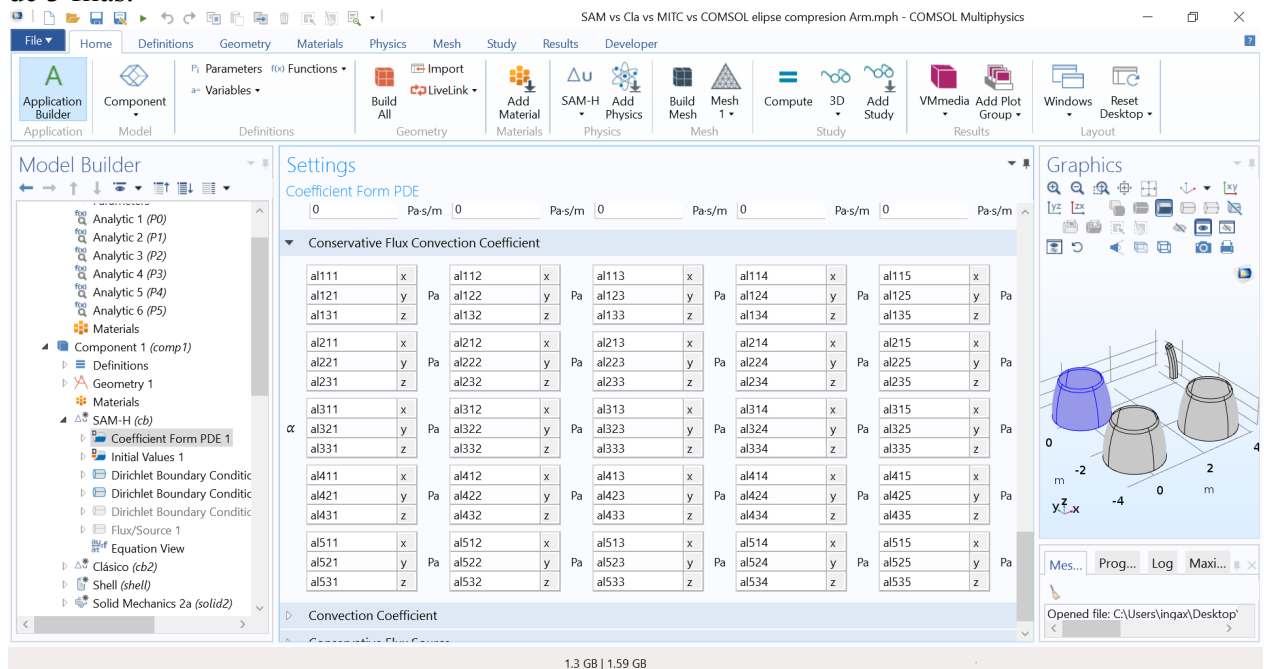 SAM vs Cla vs MITC vs COMSOL elipse compresion Arm.mph - COMSOL Multiphysics
File Home Definitions Geometry Materials Physics Mesh Study Results Developer
Application Builder
Component
Pi Parameters
f(x) Functions
a= Variables
Build All
Import
LiveLink
Add Material
SAM-H
Add Physics
Build Mesh
Mesh 1
Compute
3D
Add Study
VMmedia
Add Plot Group
Windows
Reset Desktop
Application Model Definitions Geometry Materials Physics Mesh Study Results Layout
Model Builder
Analytic 1 (P0)
Analytic 2 (P1)
Analytic 3 (P2)
Analytic 4 (P3)
Analytic 5 (P4)
Analytic 6 (P5)
Materials
Component 1 (comp1)
Definitions
Geometry 1
Materials
SAM-H (cb)
Coefficient Form PDE 1
Initial Values 1
Dirichlet Boundary Conditic
Dirichlet Boundary Conditic
Dirichlet Boundary Conditic
Flux/Source 1
Equation View
Clásico (cb2)
Shell (shell)
Solid Mechanics 2a (solid2)
Settings
Coefficient Form PDE
0 Pa·s/m 0 Pa·s/m 0 Pa·s/m 0 Pa·s/m 0 Pa·s/m
Conservative Flux Convection Coefficient
al111 x al112 x al113 x al114 x al115 x
al121 y Pa al122 y Pa al123 y Pa al124 y Pa al125 y Pa
al131 z al132 z al133 z al134 z al135 z
al211 x al212 x al213 x al214 x al215 x
al221 y Pa al222 y Pa al223 y Pa al224 y Pa al225 y Pa
al231 z al232 z al233 z al234 z al235 z
al311 x al312 x al313 x al314 x al315 x
α al321 y Pa al322 y Pa al323 y Pa al324 y Pa al325 y Pa
al331 z al332 z al333 z al334 z al335 z
al411 x al412 x al413 x al414 x al415 x
al421 y Pa al422 y Pa al423 y Pa al424 y Pa al425 y Pa
al431 z al432 z al433 z al434 z al435 z
al511 x al512 x al513 x al514 x al515 x
al521 y Pa al522 y Pa al523 y Pa al524 y Pa al525 y Pa
al531 z al532 z al533 z al534 z al535 z
Convection Coefficient
Graphics
xy
yz zx
0
-2
m
-4
0
2
m
4
y z x
Mes... Prog... Log Maxi...
Opened file: C:\Users\ingax\Desktop'
1.3 GB | 1.59 GB